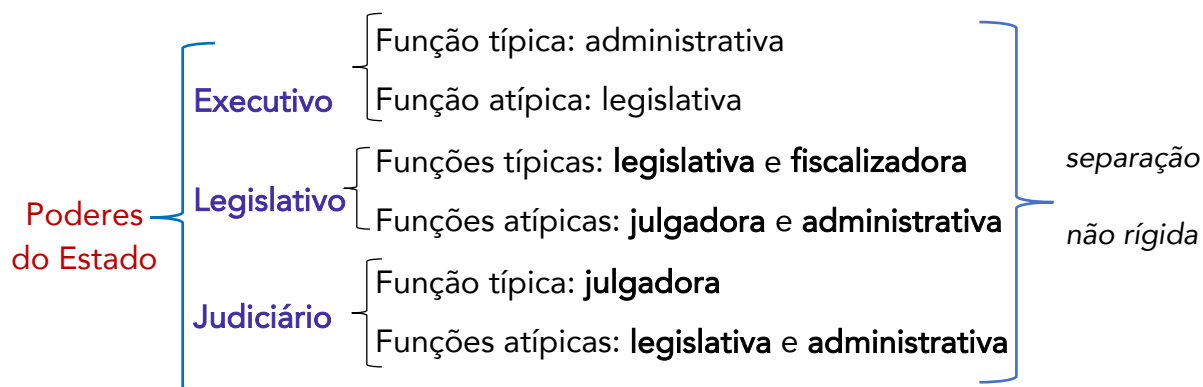 Poderes
do Estado
Executivo
Função típica: administrativa
Função atípica: legislativa
Legislativo
Funções típicas: legislativa e fiscalizadora
Funções atípicas: julgadora e administrativa
Judiciário
Função típica: julgadora
Funções atípicas: legislativa e administrativa
separação
não rígida